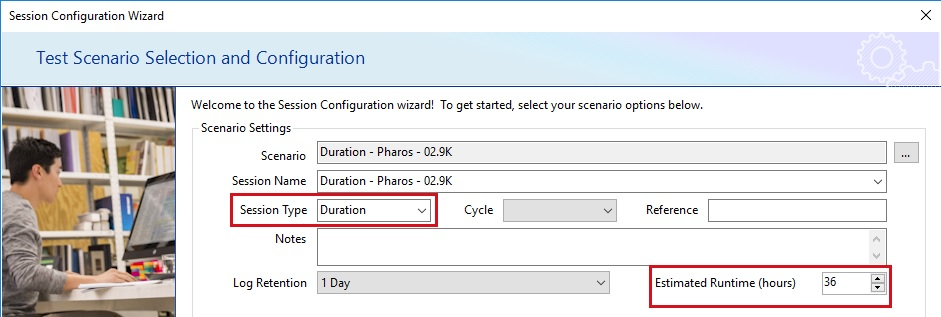 Session Configuration Wizard
Test Scenario Selection and Configuration
Welcome to the Session Configuration wizard! To get started, select your scenario options below.
Scenario Settings
Scenario Duration - Pharos - 02.9K ...
Session Name Duration - Pharos - 02.9K
Session Type Duration Cycle Reference
Notes
Log Retention 1 Day Estimated Runtime (hours) 36